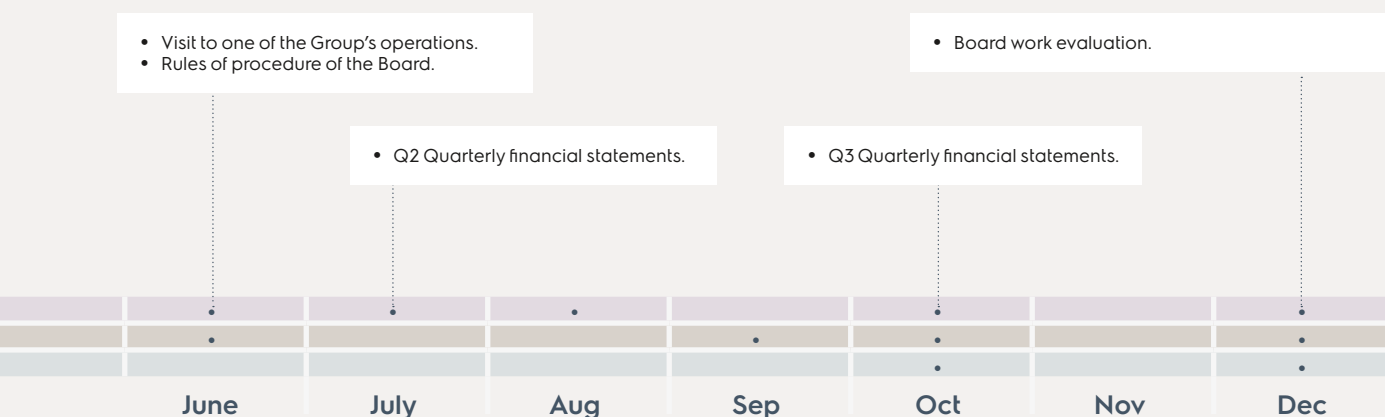 • Visit to one of the Group's operations.
• Rules of procedure of the Board.
• Board work evaluation.
• Q2 Quarterly financial statements.
• Q3 Quarterly financial statements.
June July Aug Sep Oct Nov Dec